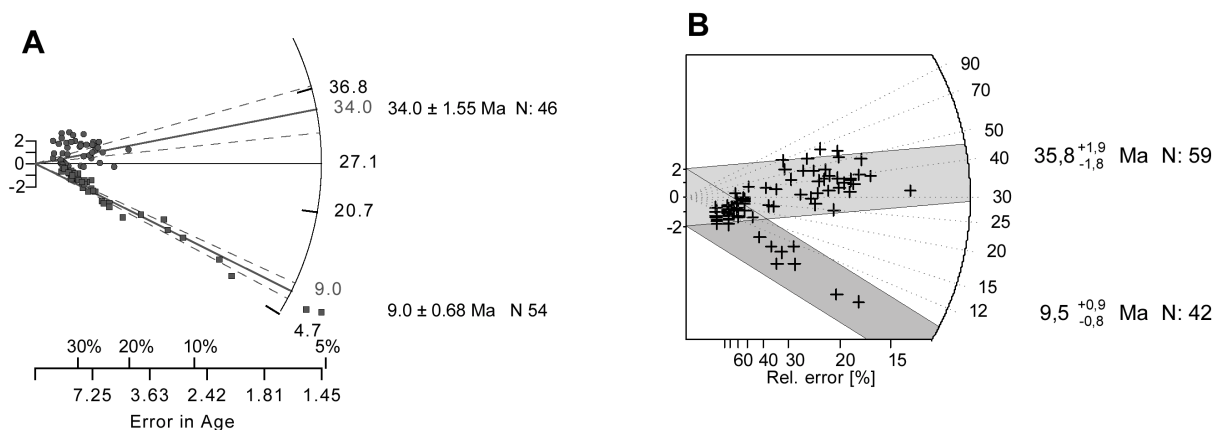 A
36.8
34.0
34.0 ± 1.55 Ma N: 46
2
0
-2
27.1
20.7
9.0
4.7
9.0 ± 0.68 Ma N 54
30% 20% 10% 5%
7.25 3.63 2.42 1.81 1.45
Error in Age
B
90
70
50
40
35,8 +1,9 -1,8 Ma N: 59
2
0
-2
30
25
20
15
12
9,5 +0,9 -0,8 Ma N: 42
60 40 30 20 15
Rel. error [%]